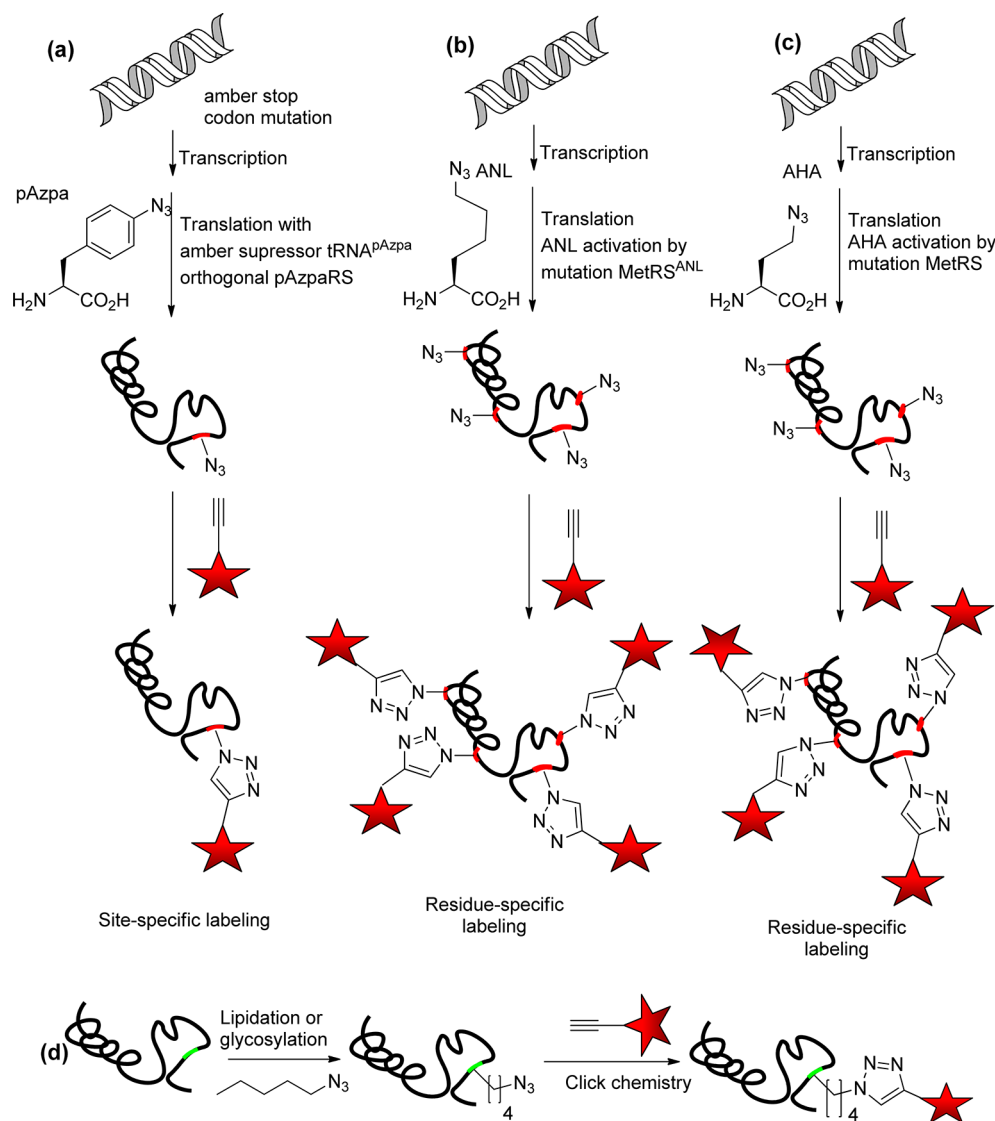 (a)
amber stop
codon mutation
Transcription
pAzpa
N3
H2N
CO2H
Translation with
amber supressor tRNApAzpa
orthogonal pAzpaRS
N3
N
N
N
Site-specific labeling
(b)
Transcription
N3 ANL
H2N
CO2H
Translation
ANL activation by
mutation MetRSANL
N3
N3
N3
N3
N
N
N
N
N
N
N
N
N
N
N
N
Residue-specific
labeling
(c)
Transcription
AHA
N3
H2N
CO2H
Translation
AHA activation by
mutation MetRS
N3
N3
N3
N3
N
N
N
N
N
N
N
N
N
N
N
N
Residue-specific
labeling
(d)
Lipidation or
glycosylation
N3
N3
4
Click chemistry
N
N
N
4